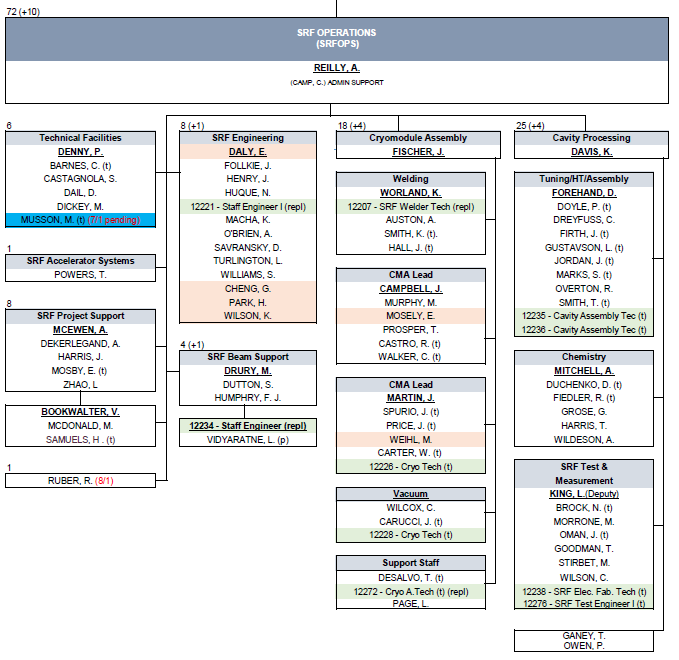 72 (+10)
SRF OPERATIONS
(SRFOPS)
REILLY, A.
(CAMP, C.) ADMIN SUPPORT
6
Technical Facilities
DENNY, P.
BARNES, C. (t)
CASTAGNOLA, S.
DAIL, D.
DICKEY, M.
MUSSON, M. (t) (7/1 pending)
1
SRF Accelerator Systems
POWERS, T.
8
SRF Project Support
MCEWEN, A.
DEKERLEGAND, A.
HARRIS, J.
MOSBY, E. (t)
ZHAO, L
BOOKWALTER, V.
MCDONALD, M.
SAMUELS, H . (t)
1
RUBER, R. (8/1)
8 (+1)
SRF Engineering
DALY, E.
FOLLKIE, J.
HENRY, J.
HUQUE, N.
12221 - Staff Engineer I (repl)
MACHA, K.
O'BRIEN, A.
SAVRANSKY, D.
TURLINGTON, L.
WILLIAMS, S.
CHENG, G.
PARK, H.
WILSON, K.
4 (+1)
SRF Beam Support
DRURY, M.
DUTTON, S.
HUMPHRY, F. J.
12234 - Staff Engineer (repl)
VIDYARATNE, L. (p)
18 (+4)
Cryomodule Assembly
FISCHER, J.
Welding
WORLAND, K.
12207 - SRF Welder Tech (repl)
AUSTON, A.
SMITH, K. (t).
HALL, J. (t)
CMA Lead
CAMPBELL, J.
MURPHY, M.
MOSELY, E.
PROSPER, T.
CASTRO, R. (t)
WALKER, C. (t)
CMA Lead
MARTIN, J.
SPURIO, J. (t)
PRICE, J. (t)
WEIHL, M.
CARTER, W. (t)
12226 - Cryo Tech (t)
Vacuum
WILCOX, C.
CARUCCI, J. (t)
12228 - Cryo Tech (t)
Support Staff
DESALVO, T. (t)
12272 - Cryo A.Tech (t) (repl)
PAGE, L.
25 (+4)
Cavity Processing
DAVIS, K.
Tuning/HT/Assembly
FOREHAND, D.
DOYLE, P. (t)
DREYFUSS, C.
FIRTH, J. (t)
GUSTAVSON, L. (t)
JORDAN, J. (t)
MARKS, S. (t)
OVERTON, R.
SMITH, T. (t)
12235 - Cavity Assembly Tec (t)
12236 - Cavity Assembly Tec (t)
Chemistry
MITCHELL, A.
DUCHENKO, D. (t)
FIEDLER, R. (t)
GROSE, G.
HARRIS, T.
WILDESON, A.
SRF Test &
Measurement
KING, L.(Deputy)
BROCK, N. (t)
MORRONE, M.
OMAN, J. (t)
GOODMAN, T.
STIRBET, M.
WILSON, C.
12238 - SRF Elec. Fab. Tech (t)
12276 - SRF Test Engineer I (t)
GANEY, T.
OWEN, P.